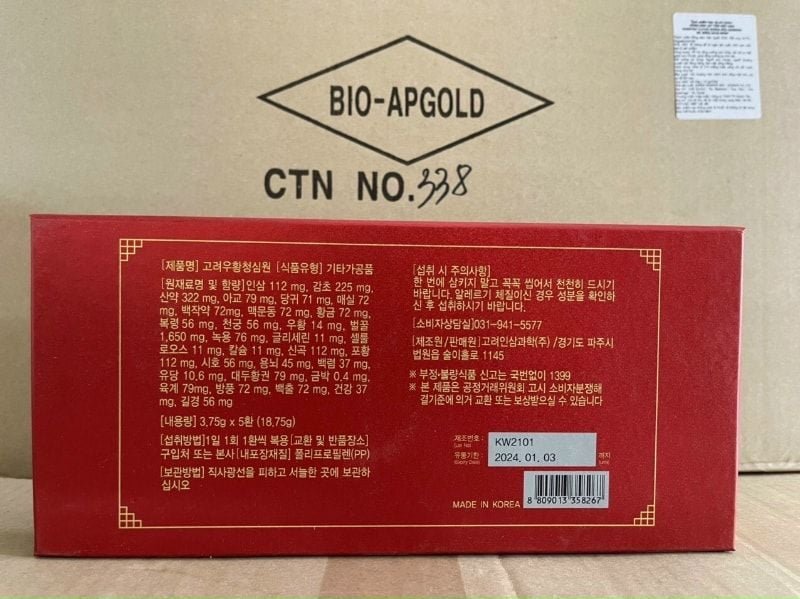 BIO-APGOLD
CTN NO.338
[제품명] 고려우황청심원 [식품유형] 기타가공품
[원재료명 및 함량]인삼 112 mg, 감초 225 mg,
산약 322 mg, 아교 79 mg, 당귀 71 mg, 매실 72
mg, 백작약 72mg, 맥문동 72 mg, 황금 72 mg,
복령 56 mg, 천궁 56 mg, 우황 14 mg, 벌꿀
1,650 mg, 녹용 76 mg, 글리세린 11 mg, 셀룰
로오스 11 mg, 칼슘 11 mg, 신곡 112 mg, 포황
112 mg, 시호 56 mg, 용뇌 45 mg, 백렴 37 mg,
유당 10.6 mg, 대두황권 79 mg, 금박 0.4 mg,
육계 79mg, 방풍 72 mg, 백출 72 mg, 건강 37
mg, 길경 56 mg
[내용량] 3.75g x 5환 (18.75g)
[섭취방법]1일 1회 1환씩 복용 [교환 및 반품장소]
구입처 또는 본사 [내포장재질] 폴리프로필렌(PP)
[보관방법] 직사광선을 피하고 서늘한 곳에 보관하
십시오
[섭취 시 주의사항]
한 번에 삼키지 말고 꼭꼭 씹어서 천천히 드시기
바랍니다. 알레르기 체질이신 경우 성분을 확인하
신 후 섭취하시기 바랍니다.
[소비자상담실]031-941-5577
[제조원/판매원]고려인삼과학(주) /경기도 파주시
법원읍 술이홀로 1145
※ 부정·불량식품 신고는 국번없이 1399
※ 본 제품은 공정거래위원회 고시 소비자분쟁해
결기준에 의거 교환 또는 보상받으실 수 있습니다
제조번호 : KW2101
(Lot No)
유통기한 : 2024. 01. 03 까지
(Expiry Date)
MADE IN KOREA
8 809013 358267